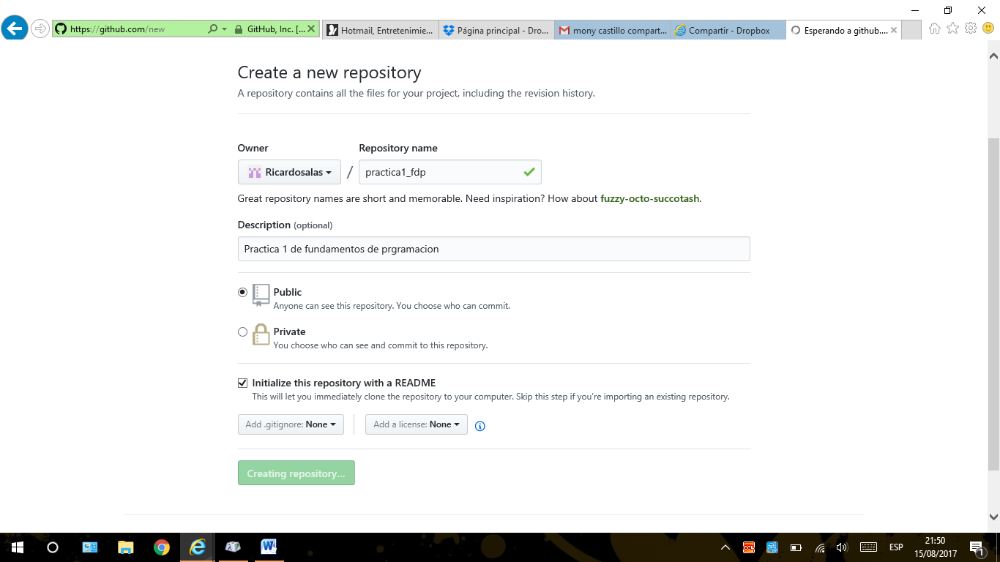 https://github.com/new
GitHub, Inc. [...
Hotmail, Entretenimie...
Página principal - Dro...
mony castillo compart...
Compartir - Dropbox
Esperando a github....
Create a new repository
A repository contains all the files for your project, including the revision history.
Owner
Repository name
Ricardosalas
/
practica1_fdp
Great repository names are short and memorable. Need inspiration? How about fuzzy-octo-succotash.
Description (optional)
Practica 1 de fundamentos de prgramacion
Public
Anyone can see this repository. You choose who can commit.
Private
You choose who can see and commit to this repository.
Initialize this repository with a README
This will let you immediately clone the repository to your computer. Skip this step if you're importing an existing repository.
Add .gitignore: None
Add a license: None
Creating repository...
ESP
21:50
15/08/2017
1